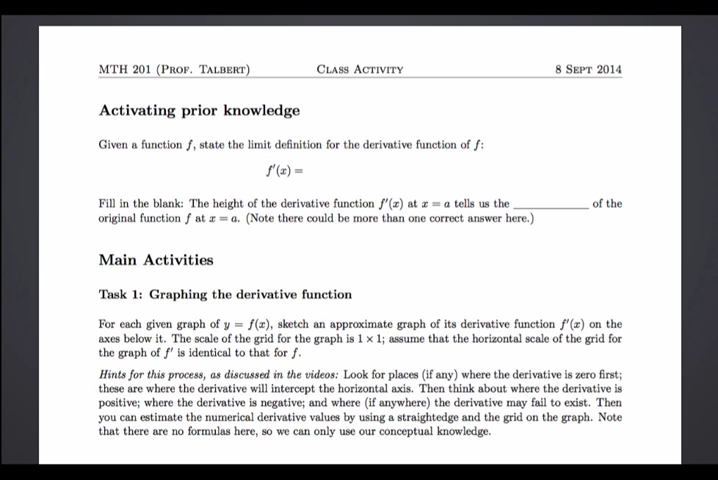 MTH 201 (Prof. Talbert) Class Activity 8 Sept 2014
Activating prior knowledge
Given a function f, state the limit definition for the derivative function of f:
f′(x) =
Fill in the blank: The height of the derivative function f′(x) at x = a tells us the __________ of the
original function f at x = a. (Note there could be more than one correct answer here.)
Main Activities
Task 1: Graphing the derivative function
For each given graph of y = f(x), sketch an approximate graph of its derivative function f′(x) on the
axes below it. The scale of the grid for the graph is 1 × 1; assume that the horizontal scale of the grid for
the graph of f′ is identical to that for f.
Hints for this process, as discussed in the videos: Look for places (if any) where the derivative is zero first;
these are where the derivative will intercept the horizontal axis. Then think about where the derivative is
positive; where the derivative is negative; and where (if anywhere) the derivative may fail to exist. Then
you can estimate the numerical derivative values by using a straightedge and the grid on the graph. Note
that there are no formulas here, so we can only use our conceptual knowledge.